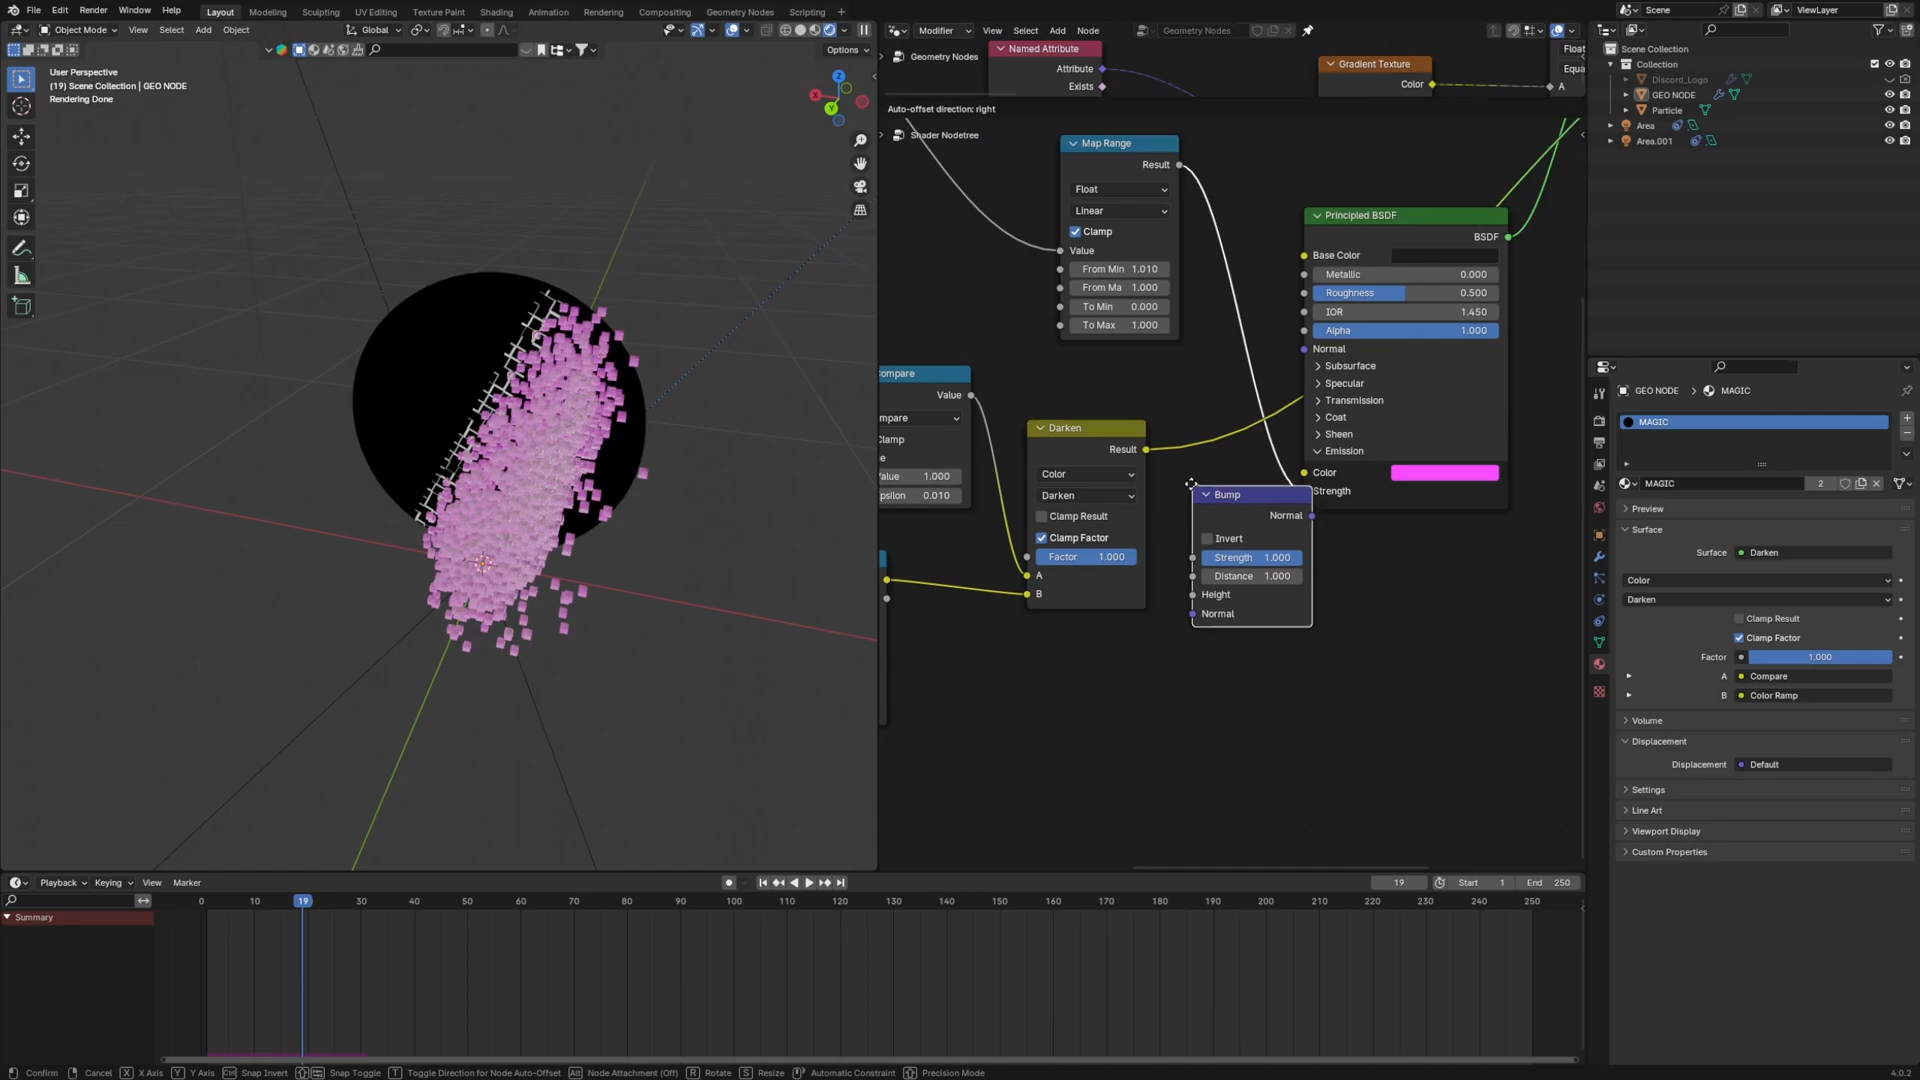 File Edit Render Window Help
Layout Modeling Sculpting UV Editing Texture Paint Shading Animation Rendering Compositing Geometry Nodes Scripting +
Scene ViewLayer
Object Mode View Select Add Object Global
Options
User Perspective
(19) Scene Collection | GEO NODE
Rendering Done
Z
X
Y
Modifier View Select Add Node Geometry Nodes
Geometry Nodes
Named Attribute
Attribute
Exists
Gradient Texture
Color
Float
Equa
A
Auto-offset direction: right
Shader Nodetree
Map Range
Result
Float
Linear
Clamp
Value
From Min 1.010
From Ma 1.000
To Min 0.000
To Max 1.000
Compare
Value
mpare
Clamp
e
alue 1.000
psilon 0.010
Darken
Result
Color
Darken
Clamp Result
Clamp Factor
Factor 1.000
A
B
Bump
Normal
Invert
Strength 1.000
Distance 1.000
Height
Normal
Principled BSDF
BSDF
Base Color
Metallic 0.000
Roughness 0.500
IOR 1.450
Alpha 1.000
Normal
Subsurface
Specular
Transmission
Coat
Sheen
Emission
Color
Strength
Scene Collection
Collection
Discord_Logo
GEO NODE
Particle
Area
Area.001
GEO NODE > MAGIC
MAGIC
MAGIC 2
Preview
Surface
Surface Darken
Color
Darken
Clamp Result
Clamp Factor
Factor 1.000
A Compare
B Color Ramp
Volume
Displacement
Displacement Default
Settings
Line Art
Viewport Display
Custom Properties
Playback Keying View Marker
19 Start 1 End 250
0 10 19 30 40 50 60 70 80 90 100 110 120 130 140 150 160 170 180 190 200 210 220 230 240 250
Summary
Confirm Cancel X X Axis Y Y Axis Ctrl Snap Invert Snap Toggle T Toggle Direction for Node Auto-Offset Alt Node Attachment (Off) R Rotate S Resize Automatic Constraint Precision Mode
4.0.2